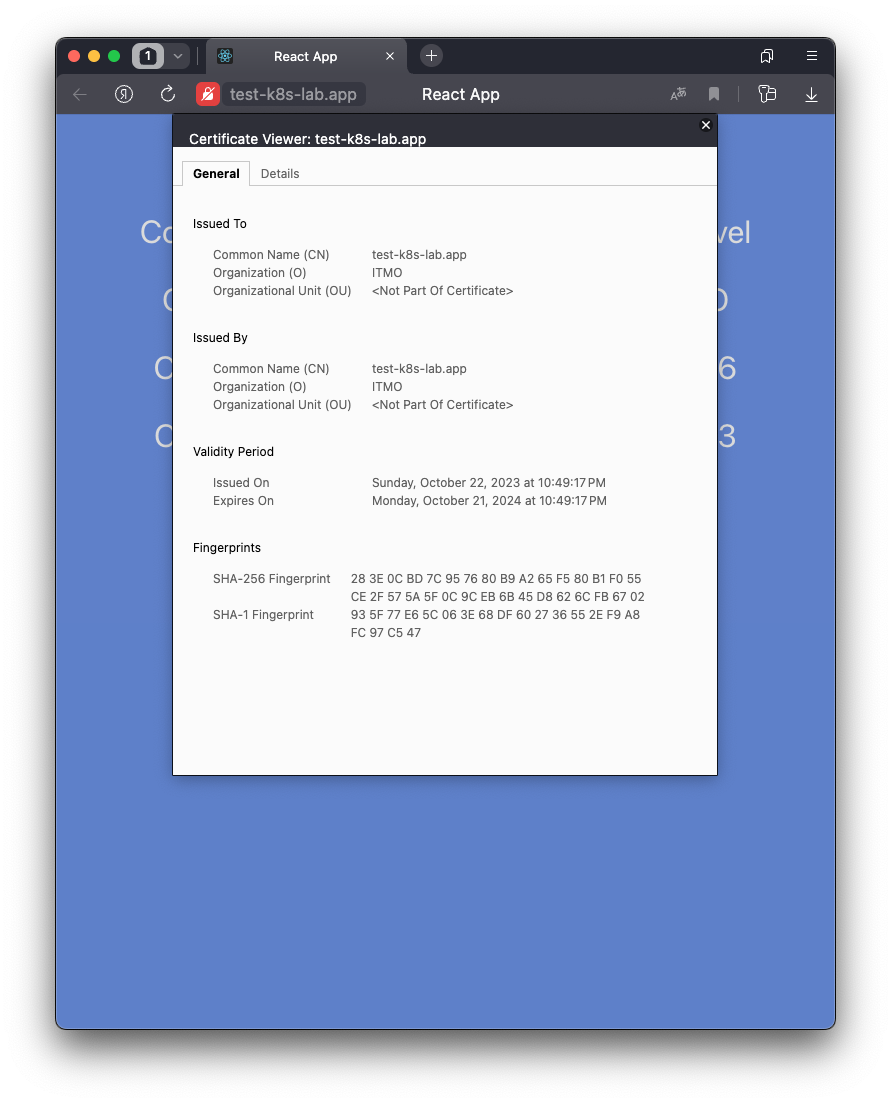 1
React App
Я
test-k8s-lab.app
React App
Certificate Viewer: test-k8s-lab.app
General
Details
Issued To
Common Name (CN) test-k8s-lab.app
Organization (O) ITMO
Organizational Unit (OU) <Not Part Of Certificate>
Issued By
Common Name (CN) test-k8s-lab.app
Organization (O) ITMO
Organizational Unit (OU) <Not Part Of Certificate>
Validity Period
Issued On Sunday, October 22, 2023 at 10:49:17 PM
Expires On Monday, October 21, 2024 at 10:49:17 PM
Fingerprints
SHA-256 Fingerprint 28 3E 0C BD 7C 95 76 80 B9 A2 65 F5 80 B1 F0 55
CE 2F 57 5A 5F 0C 9C EB 6B 45 D8 62 6C FB 67 02
SHA-1 Fingerprint 93 5F 77 E6 5C 06 3E 68 DF 60 27 36 55 2E F9 A8
FC 97 C5 47